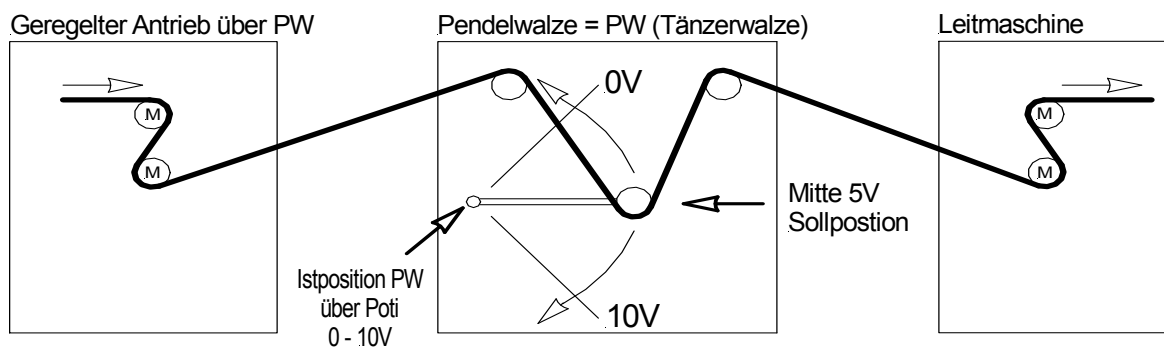 Geregelter Antrieb über PW
Pendelwalze = PW (Tänzerwalze)
Leitmaschine
0V
M
M
M
M
Mitte 5V
Sollpostion
Istposition PW
über Poti
0 - 10V
10V